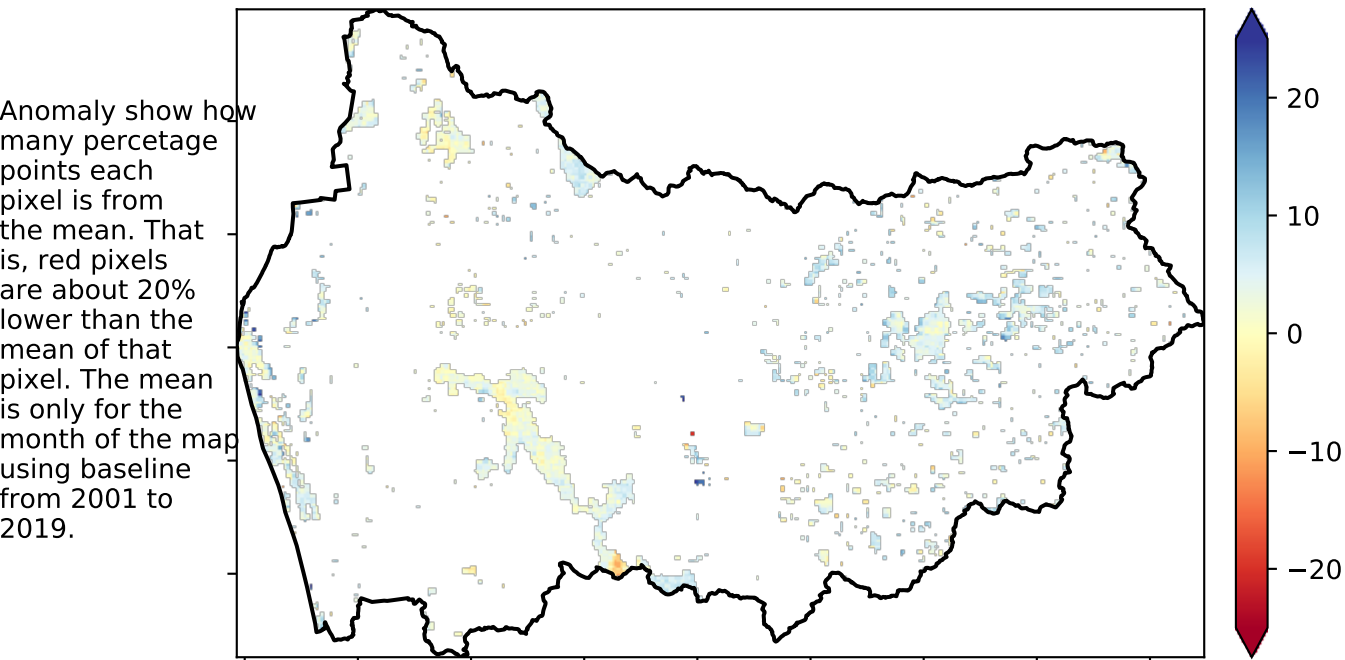 Anomaly show how
many percetage
points each
pixel is from
the mean. That
is, red pixels
are about 20%
lower than the
mean of that
pixel. The mean
is only for the
month of the map
using baseline
from 2001 to
2019.
20
10
0
−10
−20